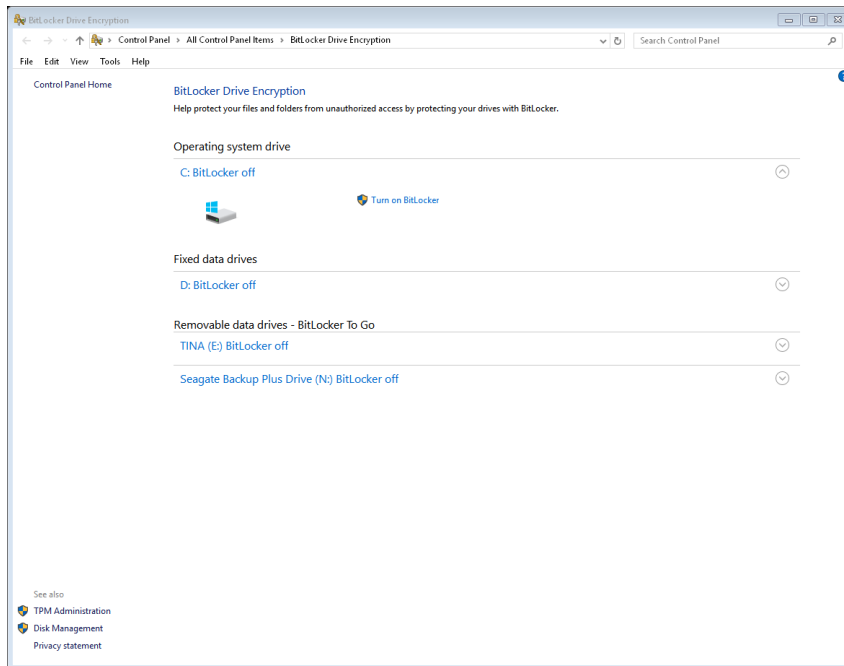 BitLocker Drive Encryption
Control Panel > All Control Panel Items > BitLocker Drive Encryption
Search Control Panel
File Edit View Tools Help
Control Panel Home
BitLocker Drive Encryption
Help protect your files and folders from unauthorized access by protecting your drives with BitLocker.
Operating system drive
C: BitLocker off
Turn on BitLocker
Fixed data drives
D: BitLocker off
Removable data drives - BitLocker To Go
TINA (E:) BitLocker off
Seagate Backup Plus Drive (N:) BitLocker off
See also
TPM Administration
Disk Management
Privacy statement